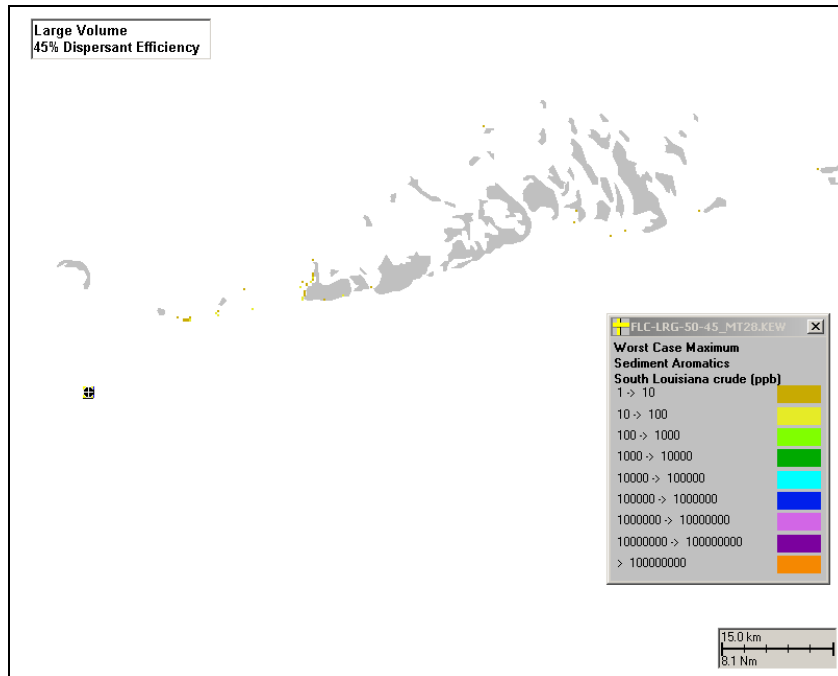 Large Volume
45% Dispersant Efficiency
FLC-LRG-50-45_MT28.KEW
Worst Case Maximum
Sediment Aromatics
South Louisiana crude (ppb)
1 -> 10
10 -> 100
100 -> 1000
1000 -> 10000
10000 -> 100000
100000 -> 1000000
1000000 -> 10000000
10000000 -> 100000000
> 100000000
15.0 km
8.1 Nm